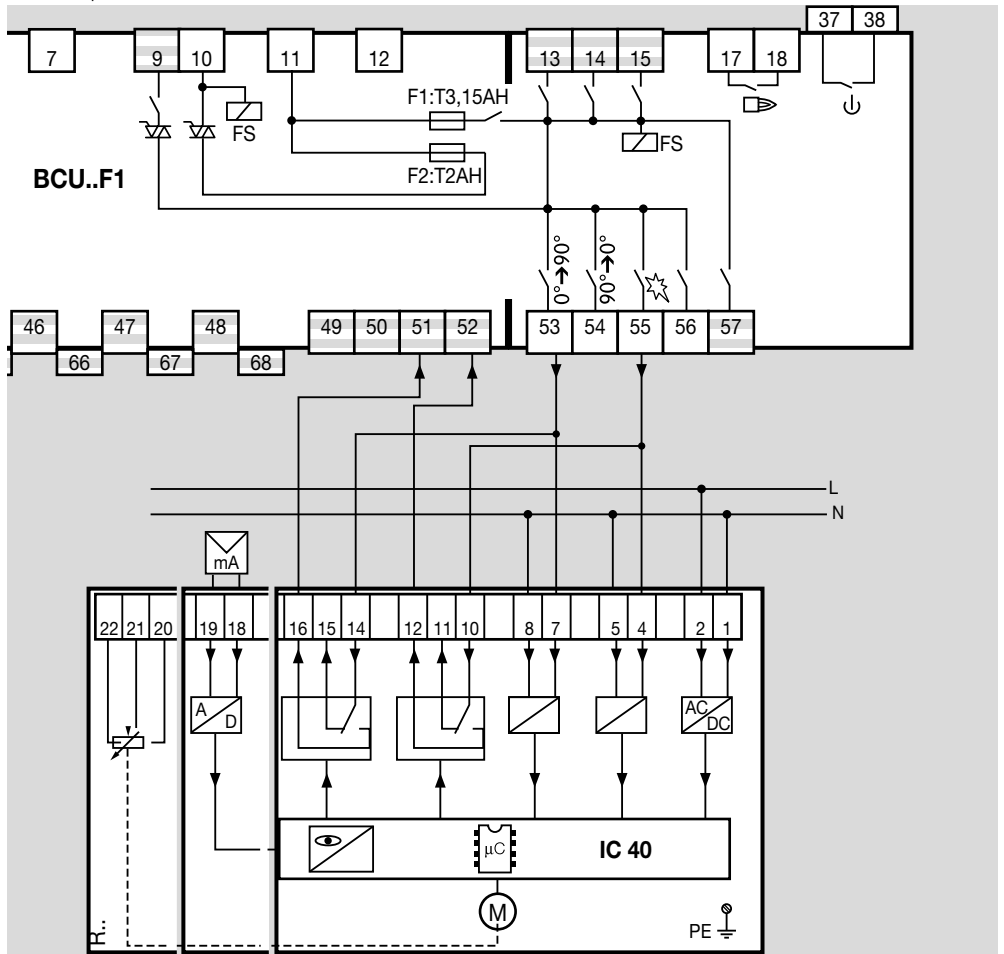 37 38
7 9 10 11 12 13 14 15 17 18
F1:T3,15AH
FS
FS
F2:T2AH
BCU..F1
0°➔90°
90°➔0°
46 47 48 49 50 51 52 53 54 55 56 57
66 67 68
L
N
mA
22 21 20 19 18 16 15 14 12 11 10 8 7 5 4 2 1
A
D
AC
DC
µC
IC 40
M
PE
R..